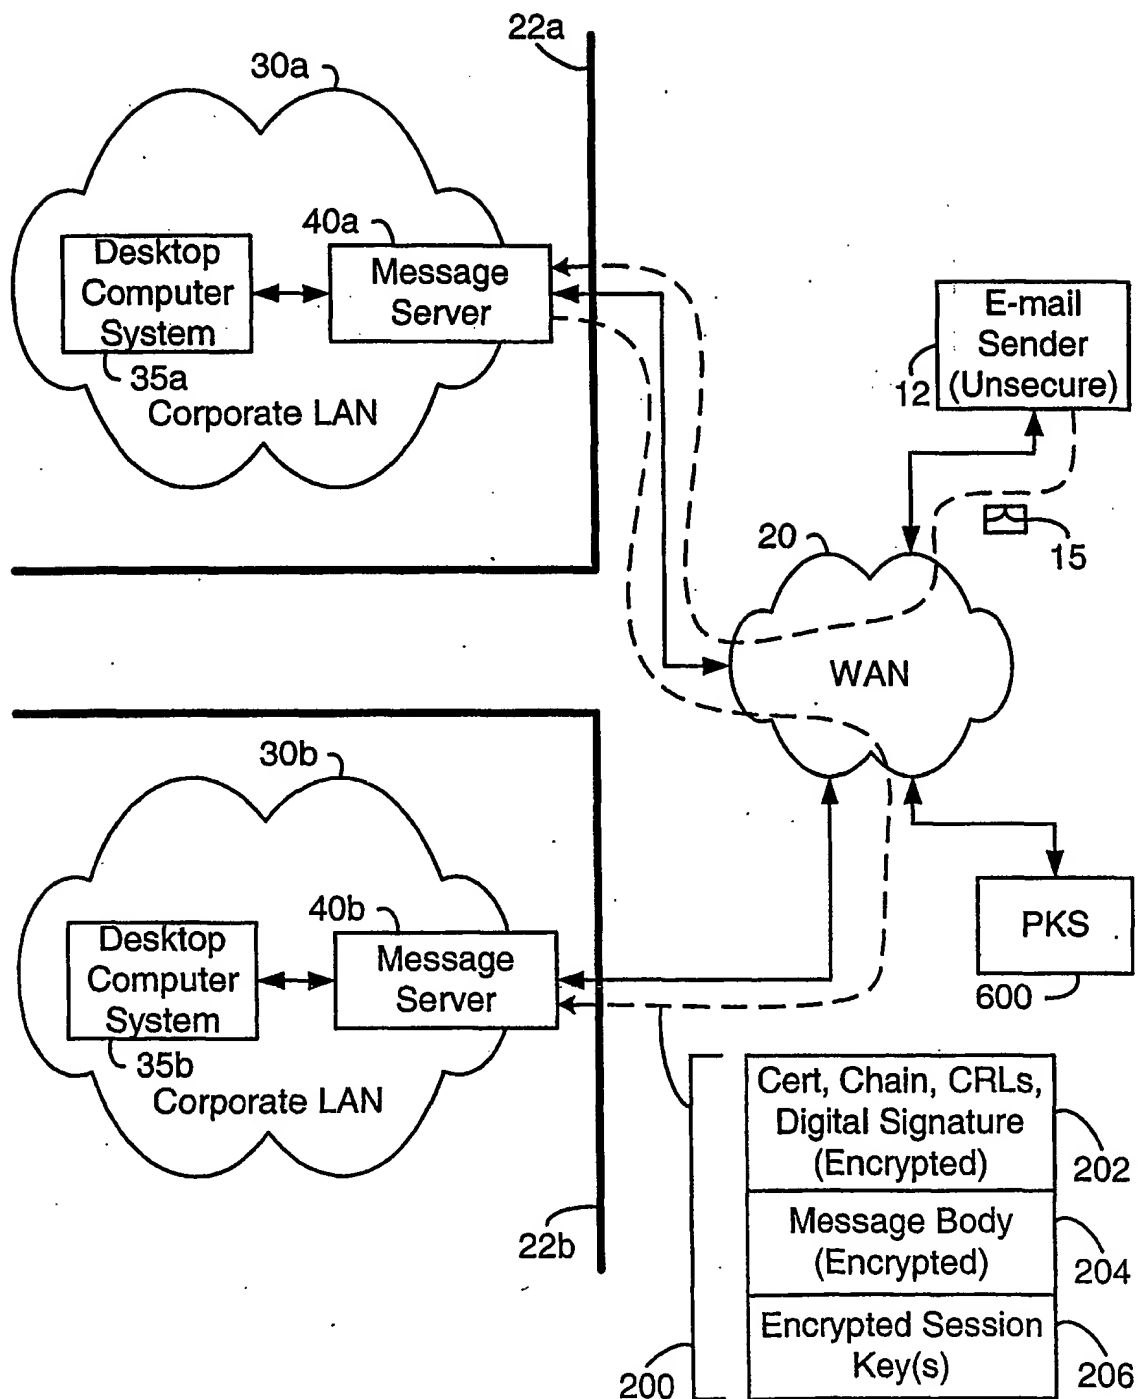 22a
30a
40a
Desktop
Computer
System
Message
Server
35a
Corporate LAN
E-mail
Sender
(Unsecure)
12
15
20
WAN
30b
40b
Desktop
Computer
System
Message
Server
35b
Corporate LAN
22b
PKS
600
Cert, Chain, CRLs,
Digital Signature
(Encrypted)
202
Message Body
(Encrypted)
204
Encrypted Session
Key(s)
206
200